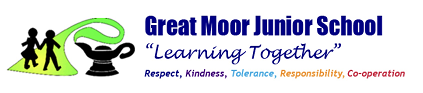 Great Moor Junior School
“Learning Together”
Respect, Kindness, Tolerance, Responsibility, Co-operation